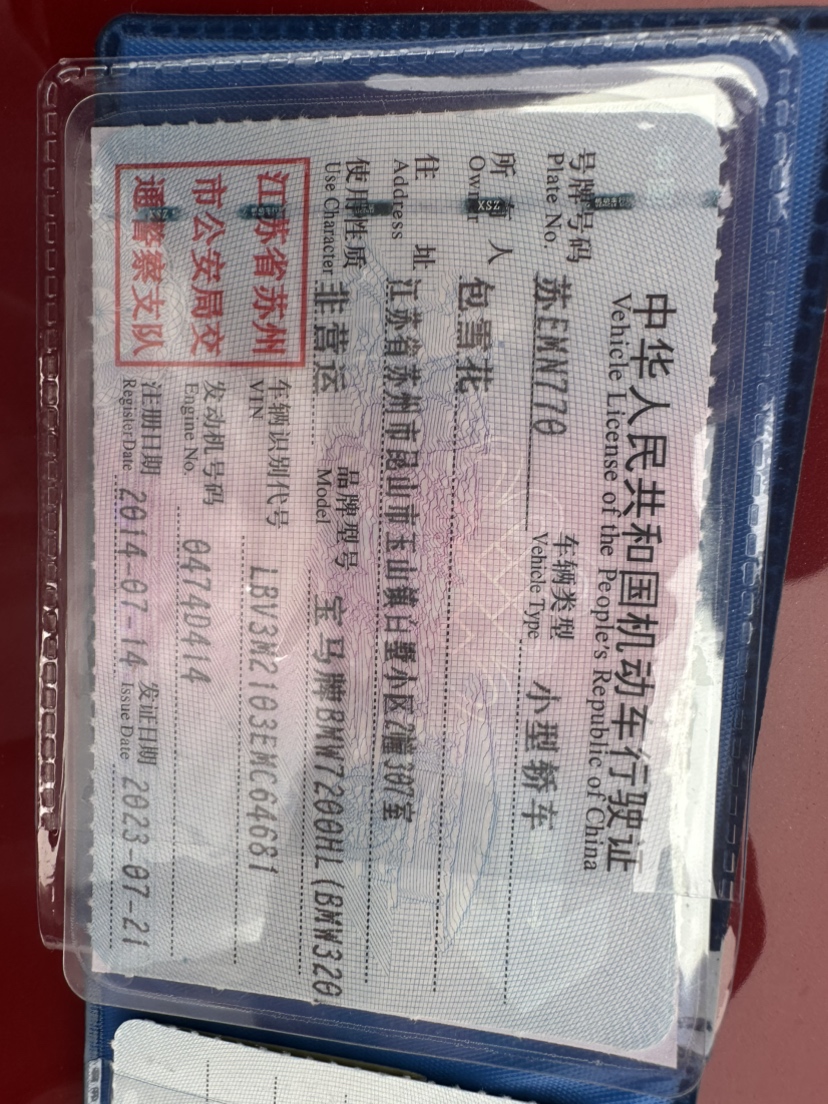 中华人民共和国机动车行驶证
Vehicle License of the People's Republic of China
号牌号码 苏EMN770 车辆类型 小型轿车
Plate No. Vehicle Type
所有人 包雪花
Owner
住址 江苏省苏州市昆山市玉山镇白墅小区2幢307室
Address
使用性质 非营运 品牌型号 宝马牌BMW7200HL(BMW320
Use Character Model
江苏省苏州
市公安局交
通警察支队
车辆识别代号 LBV3M2103EMC64681
VIN
发动机号码 0474D414
Engine No.
注册日期 2014-07-14 发证日期 2023-07-21
Register Date Issue Date